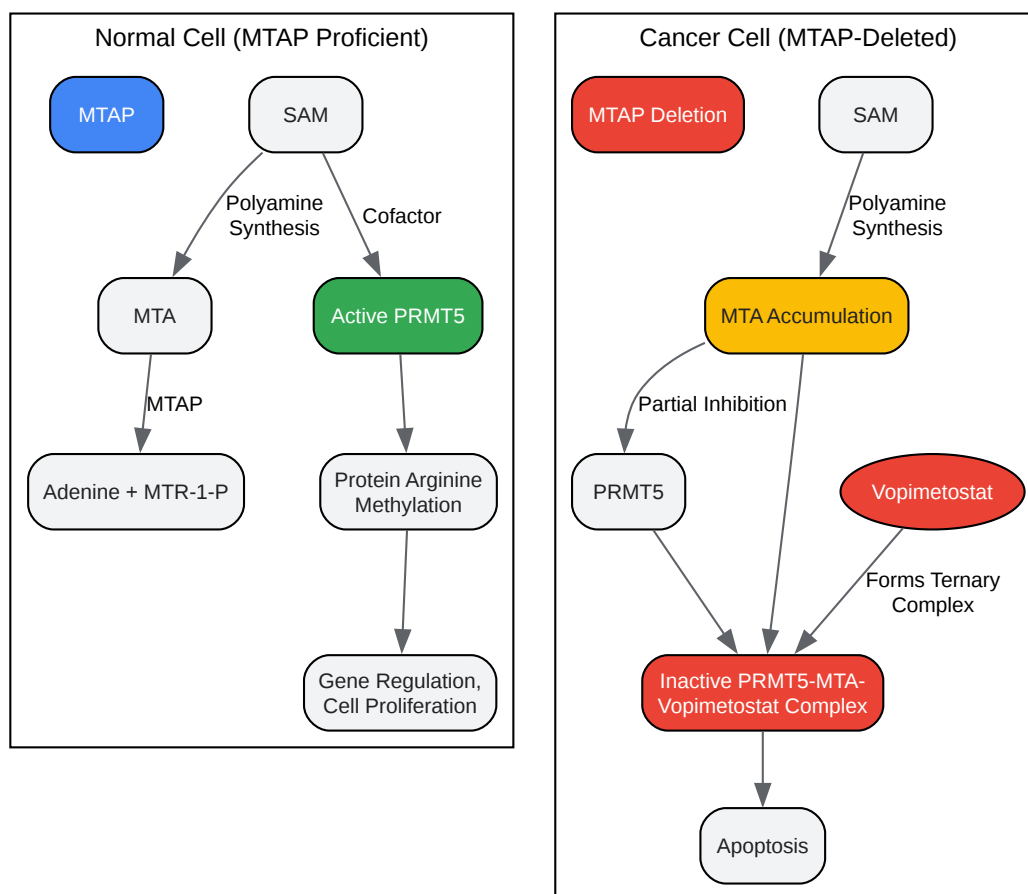 Normal Cell (MTAP Proficient)
MTAP
SAM
Polyamine
Synthesis
Cofactor
MTA
Active PRMT5
MTAP
Adenine + MTR-1-P
Protein Arginine
Methylation
Gene Regulation,
Cell Proliferation
Cancer Cell (MTAP-Deleted)
MTAP Deletion
SAM
Polyamine
Synthesis
MTA Accumulation
Partial Inhibition
PRMT5
Vopimetostat
Forms Ternary
Complex
Inactive PRMT5-MTA-
Vopimetostat Complex
Apoptosis